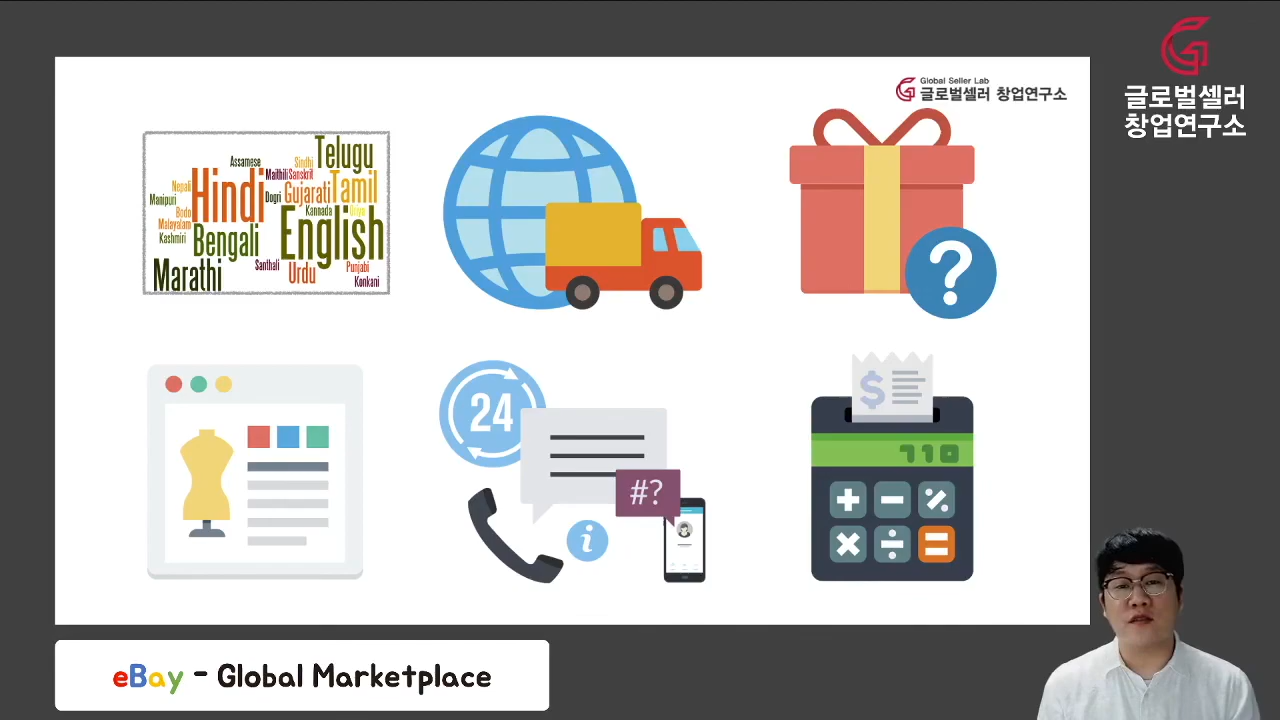 Global Seller Lab
글로벌셀러 창업연구소
글로벌셀러
창업연구소
Assamese
Sindhi
Telugu
Nepali
Hindi
Maithili
Sanskrit
Manipuri
Dogri
Gujarati
Tamil
Bodo
Kannada
Oriya
Malayalam
Kashmiri
Bengali
English
Marathi
Santhali
Urdu
Punjabi
Konkani
24
#?
i
?
$
710
eBay - Global Marketplace